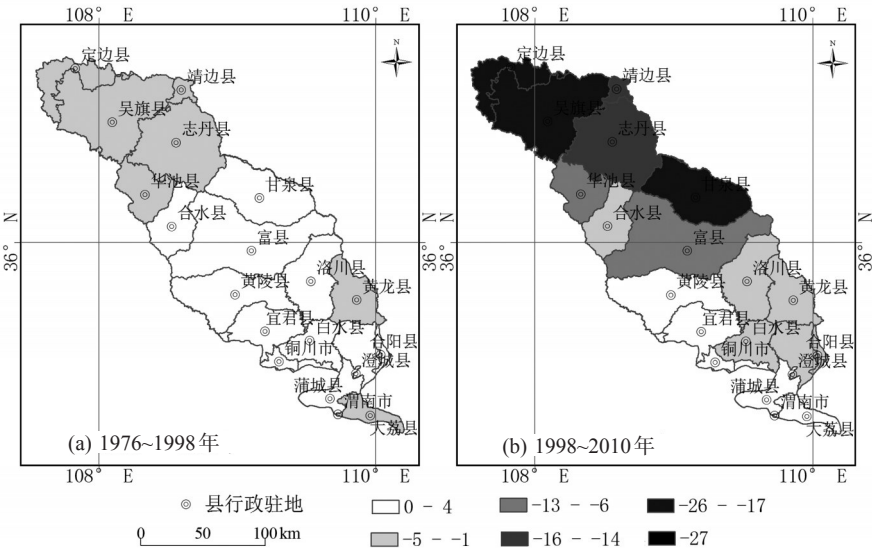 108° E
110° E
N
定边县
靖边县
吴旗县
志丹县
华池县
甘泉县
合水县
富县
36° N
洛川县
黄陵县
黄龙县
宜君县
白水县
合阳县
铜川市
澄城县
蒲城县
渭南市
大荔县
(a) 1976~1998年
108° E
110° E
108° E
110° E
N
定边县
靖边县
吴旗县
志丹县
华池县
甘泉县
合水县
富县
36° N
洛川县
黄陵县
黄龙县
宜君县
白水县
合阳县
铜川市
澄城县
蒲城县
渭南市
大荔县
(b) 1998~2010年
108° E
110° E
县行政驻地
0 50 100km
0 - 4
-13 - -6
-26 - -17
-5 - -1
-16 - -14
-27